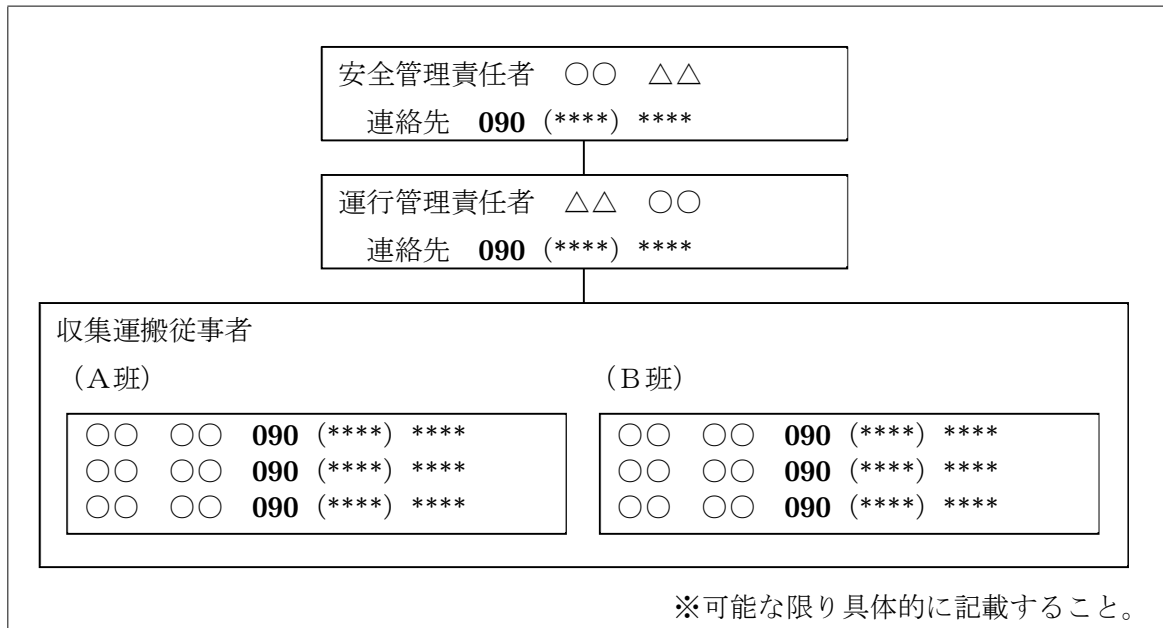 安全管理責任者　○○　△△
連絡先　090 (****) ****
運行管理責任者　△△　○○
連絡先　090 (****) ****
収集運搬従事者
（A班）
○○　○○　090 (****) ****
○○　○○　090 (****) ****
○○　○○　090 (****) ****
（B班）
○○　○○　090 (****) ****
○○　○○　090 (****) ****
○○　○○　090 (****) ****
※可能な限り具体的に記載すること。